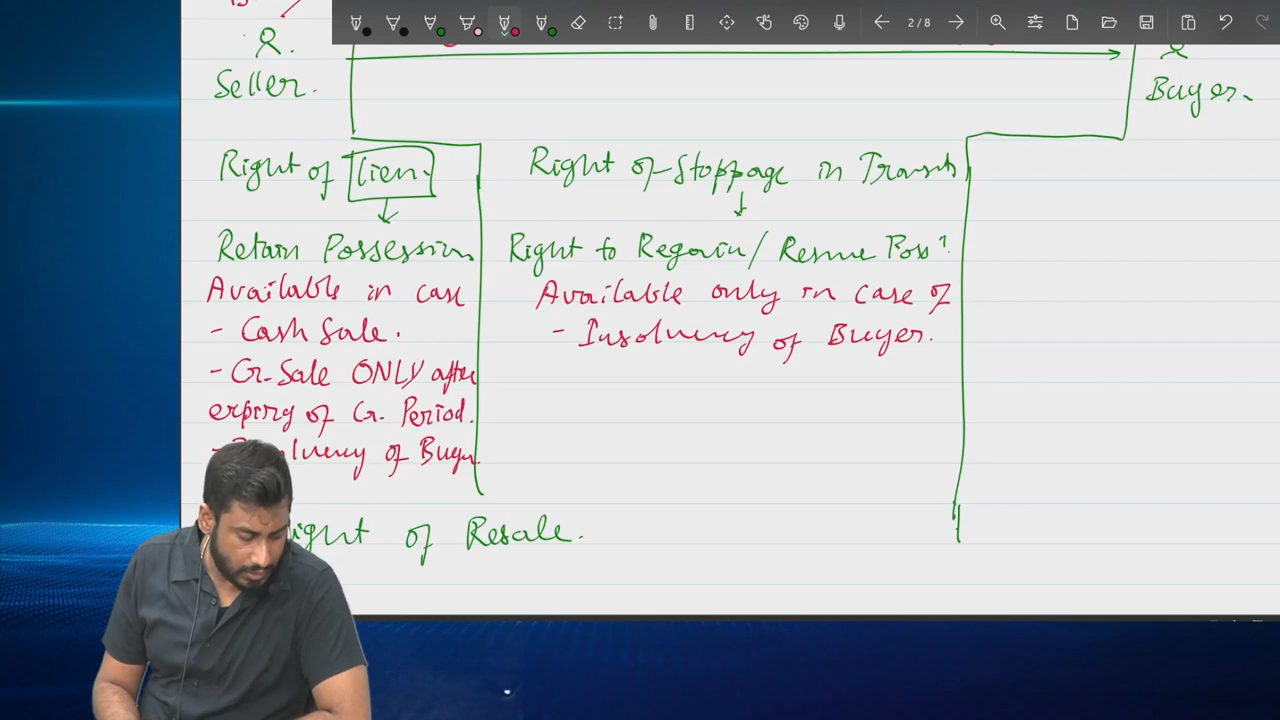 2/8
Seller.
Buyer.
Right of Lien.
Retain Possession
Available in case
- Cash Sale.
- Cr. Sale ONLY after
expiry of Cr. Period.
of Buyer
Right of Stoppage in Transit
Right to Regain/ Resume Poss?
Available only in case of
- Insolvency of Buyer.
of Resale.